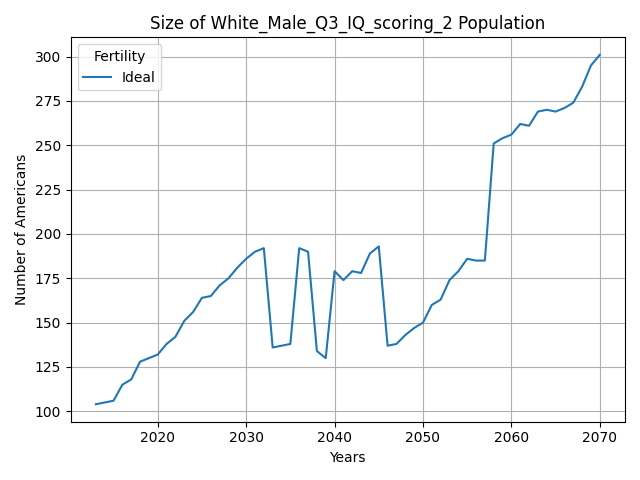 Size of White_Male_Q3_IQ_scoring_2 Population
Fertility
Ideal
Number of Americans
300
275
250
225
200
175
150
125
100
2020 2030 2040 2050 2060 2070
Years